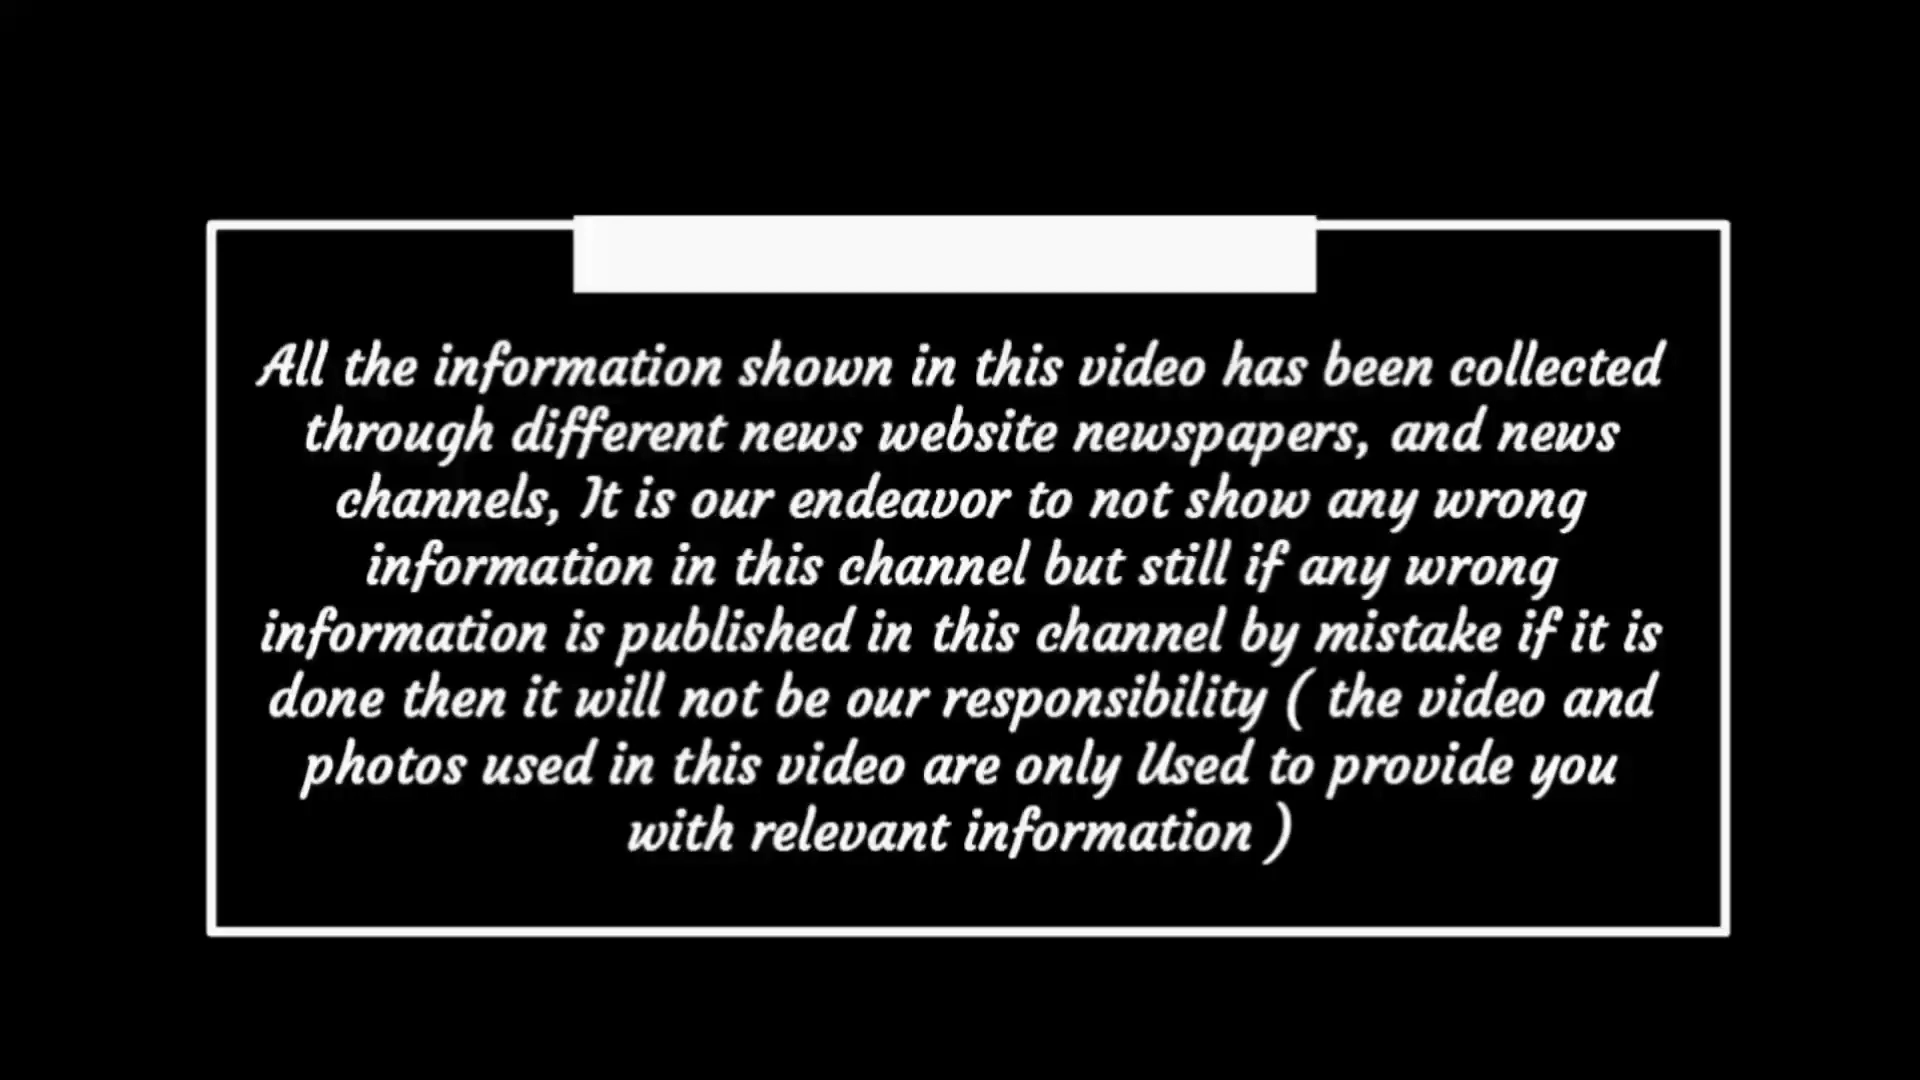 All the information shown in this video has been collected
through different news website newspapers, and news
channels, It is our endeavor to not show any wrong
information in this channel but still if any wrong
information is published in this channel by mistake if it is
done then it will not be our responsibility ( the video and
photos used in this video are only Used to provide you
with relevant information )